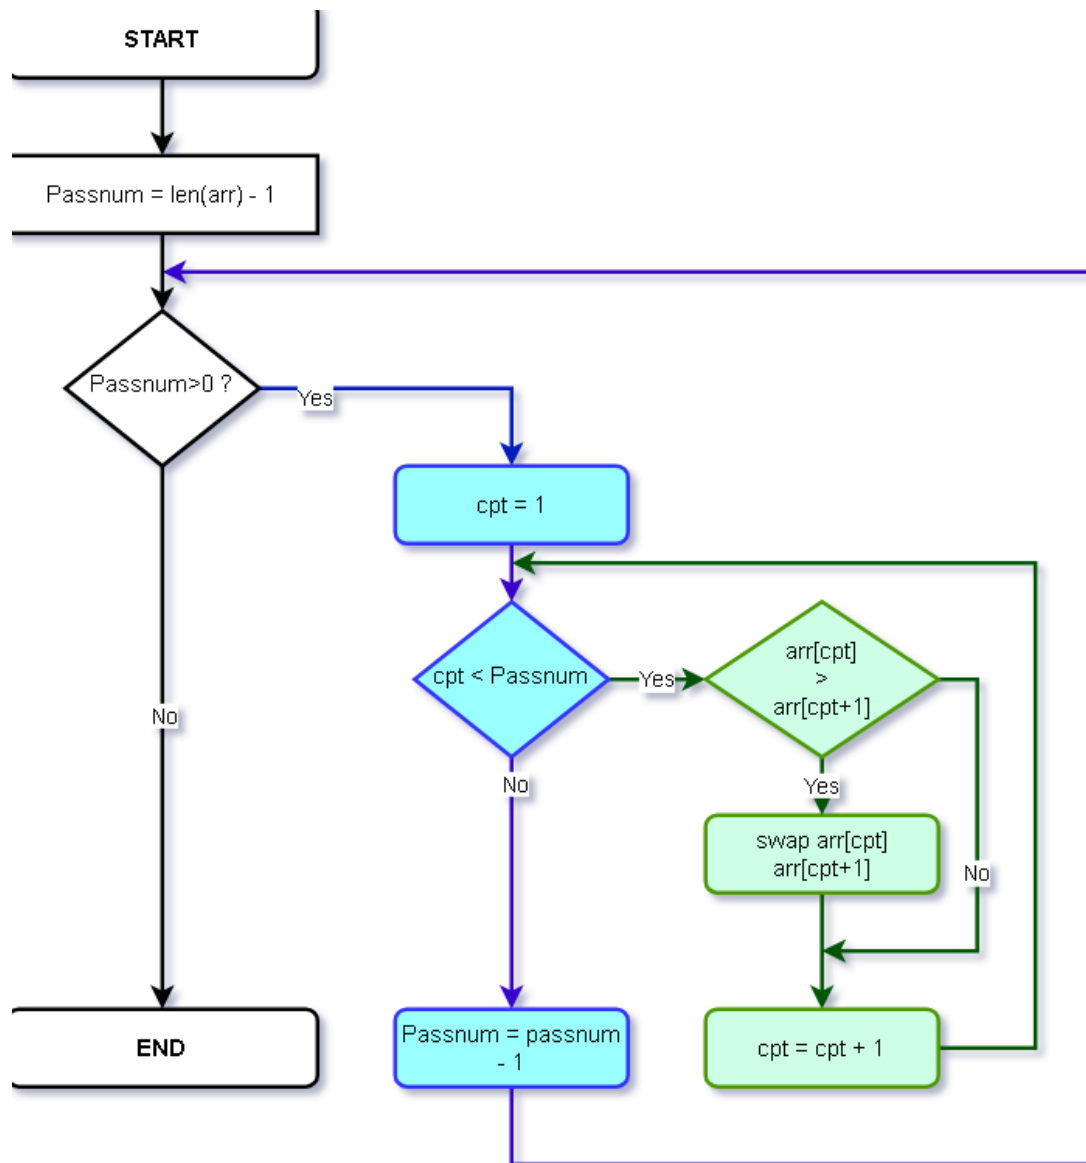 START
Passnum = len(arr) - 1
Passnum>0 ?
Yes
cpt = 1
cpt < Passnum
Yes
arr[cpt]
>
arr[cpt+1]
No
No
Yes
swap arr[cpt]
arr[cpt+1]
No
END
Passnum = passnum
- 1
cpt = cpt + 1